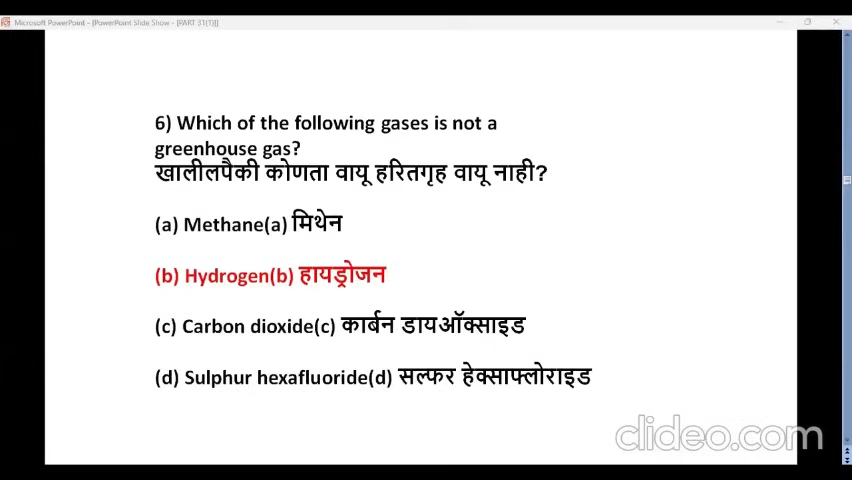 Microsoft PowerPoint - [PowerPoint Slide Show - [PART 31(1)]]
6) Which of the following gases is not a
greenhouse gas?
खालीलपैकी कोणता वायू हरितगृह वायू नाही?
(a) Methane(a) मिथेन
(b) Hydrogen(b) हायड्रोजन
(c) Carbon dioxide(c) कार्बन डायऑक्साइड
(d) Sulphur hexafluoride(d) सल्फर हेक्साफ्लोराइड
clideo.com